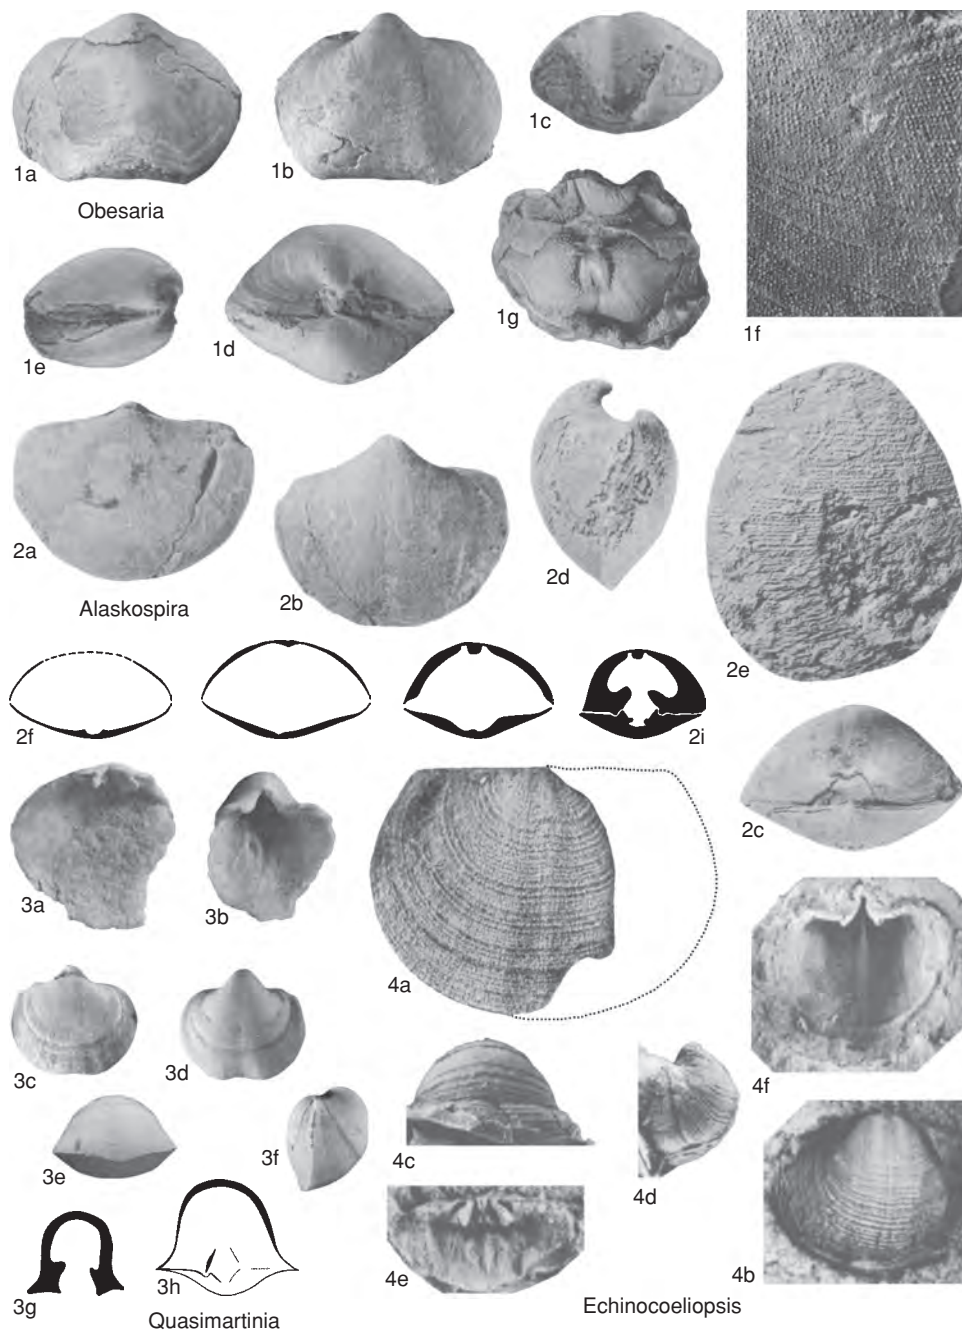 1a
1b
1c
1f
Obesaria
1e
1d
1g
2a
2b
2d
2e
Alaskospira
2f
2i
2c
3a
3b
4a
4f
3c
3d
3e
3f
4c
4d
4b
3g
3h
4e
Quasimartinia
Echinocoeliopsis